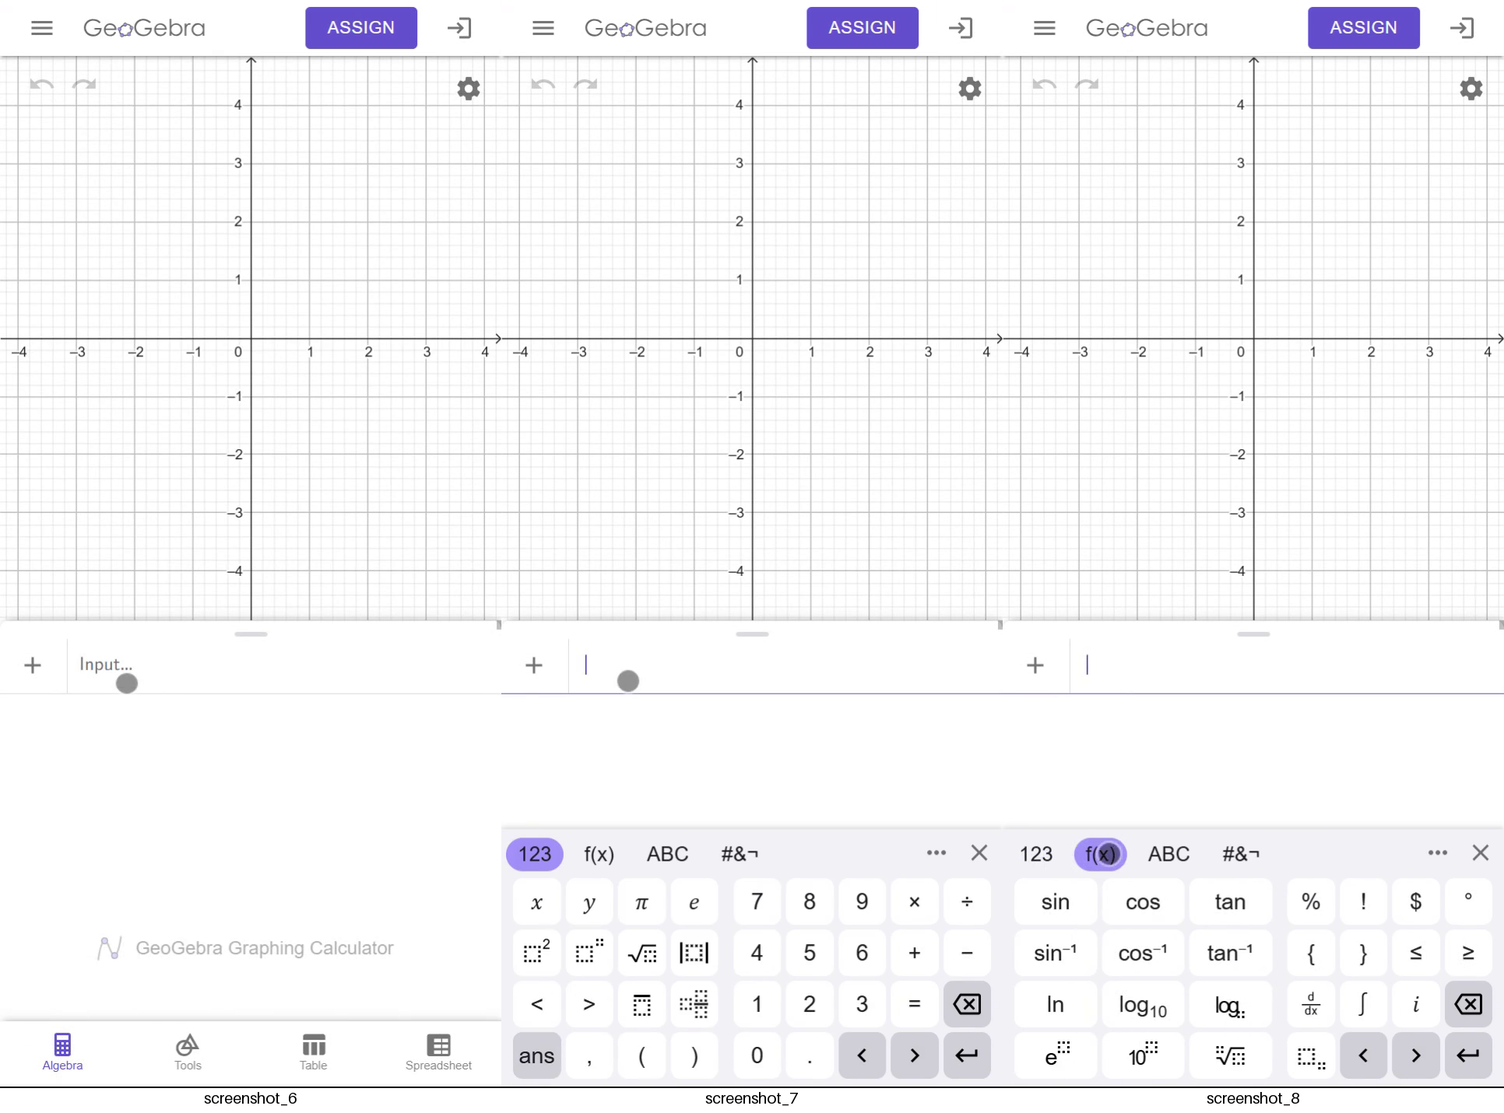 GeoGebra ASSIGN
4
3
2
1
–4 –3 –2 –1 0 1 2 3 4
–1
–2
–3
–4
Input...
GeoGebra Graphing Calculator
Algebra Tools Table Spreadsheet
screenshot_6
GeoGebra ASSIGN
4
3
2
1
–4 –3 –2 –1 0 1 2 3 4
–1
–2
–3
–4
123 f(x) ABC #&¬ ···
x y π e 7 8 9 × ÷
2 √ | | 4 5 6 + −
< > 1 2 3 =
ans , ( ) 0 . < >
screenshot_7
GeoGebra ASSIGN
4
3
2
1
–4 –3 –2 –1 0 1 2 3 4
–1
–2
–3
–4
123 f(x) ABC #&¬ ···
sin cos tan % ! $ °
sin⁻¹ cos⁻¹ tan⁻¹ { } ≤ ≥
ln log₁₀ log d/dx ∫ i
e 10 √ < >
screenshot_8